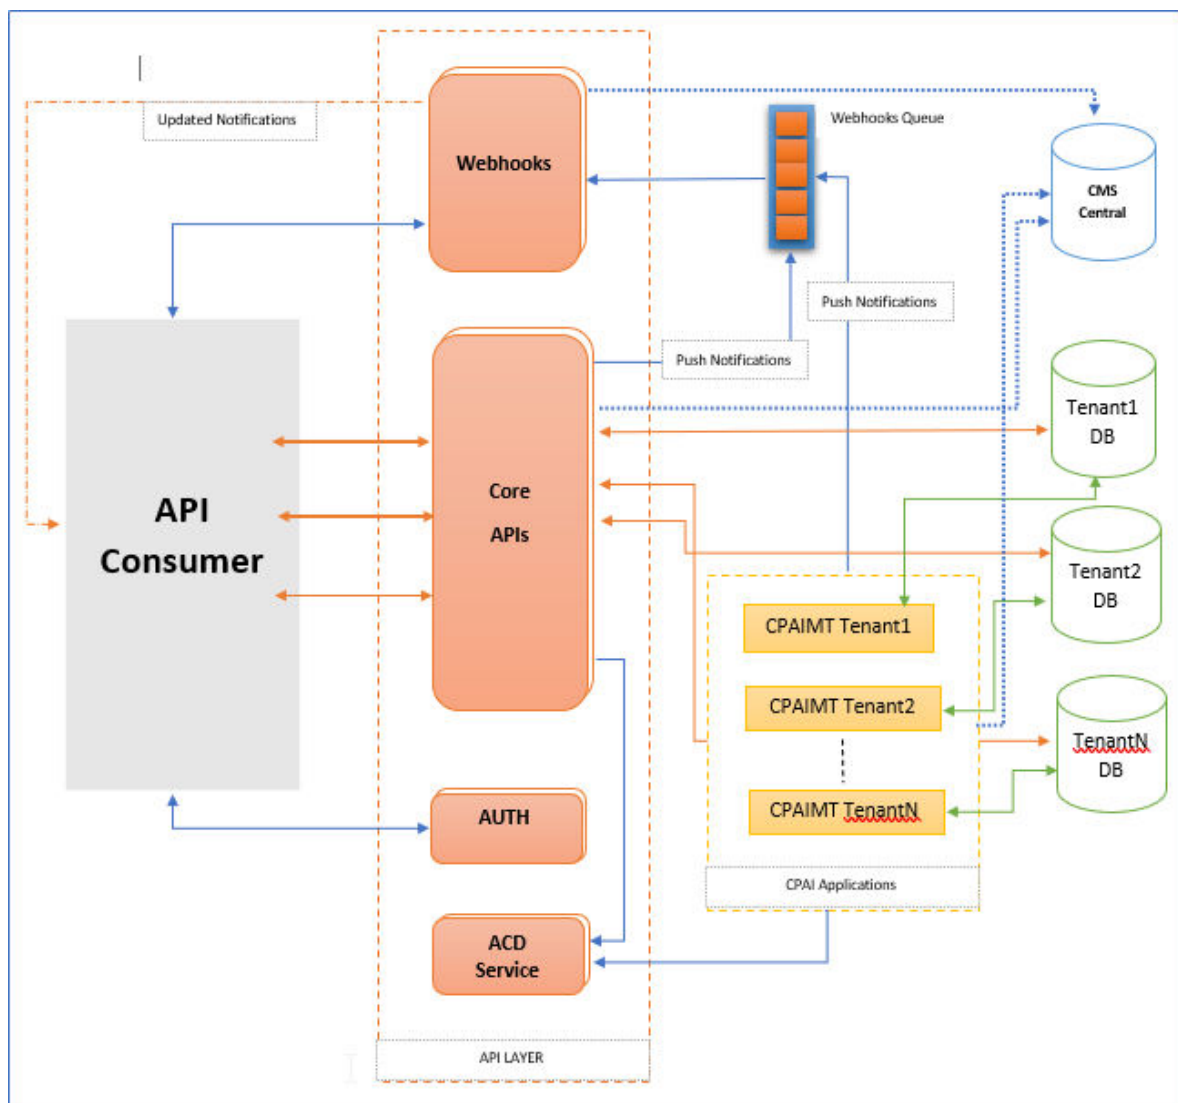 Updated Notifications
Webhooks
Webhooks Queue
CMS
Central
Push Notifications
Push Notifications
Tenant1
DB
API
Consumer
Core
APIs
Tenant2
DB
CPAIMT Tenant1
CPAIMT Tenant2
TenantN
DB
CPAIMT TenantN
AUTH
CPAI Applications
ACD
Service
API LAYER